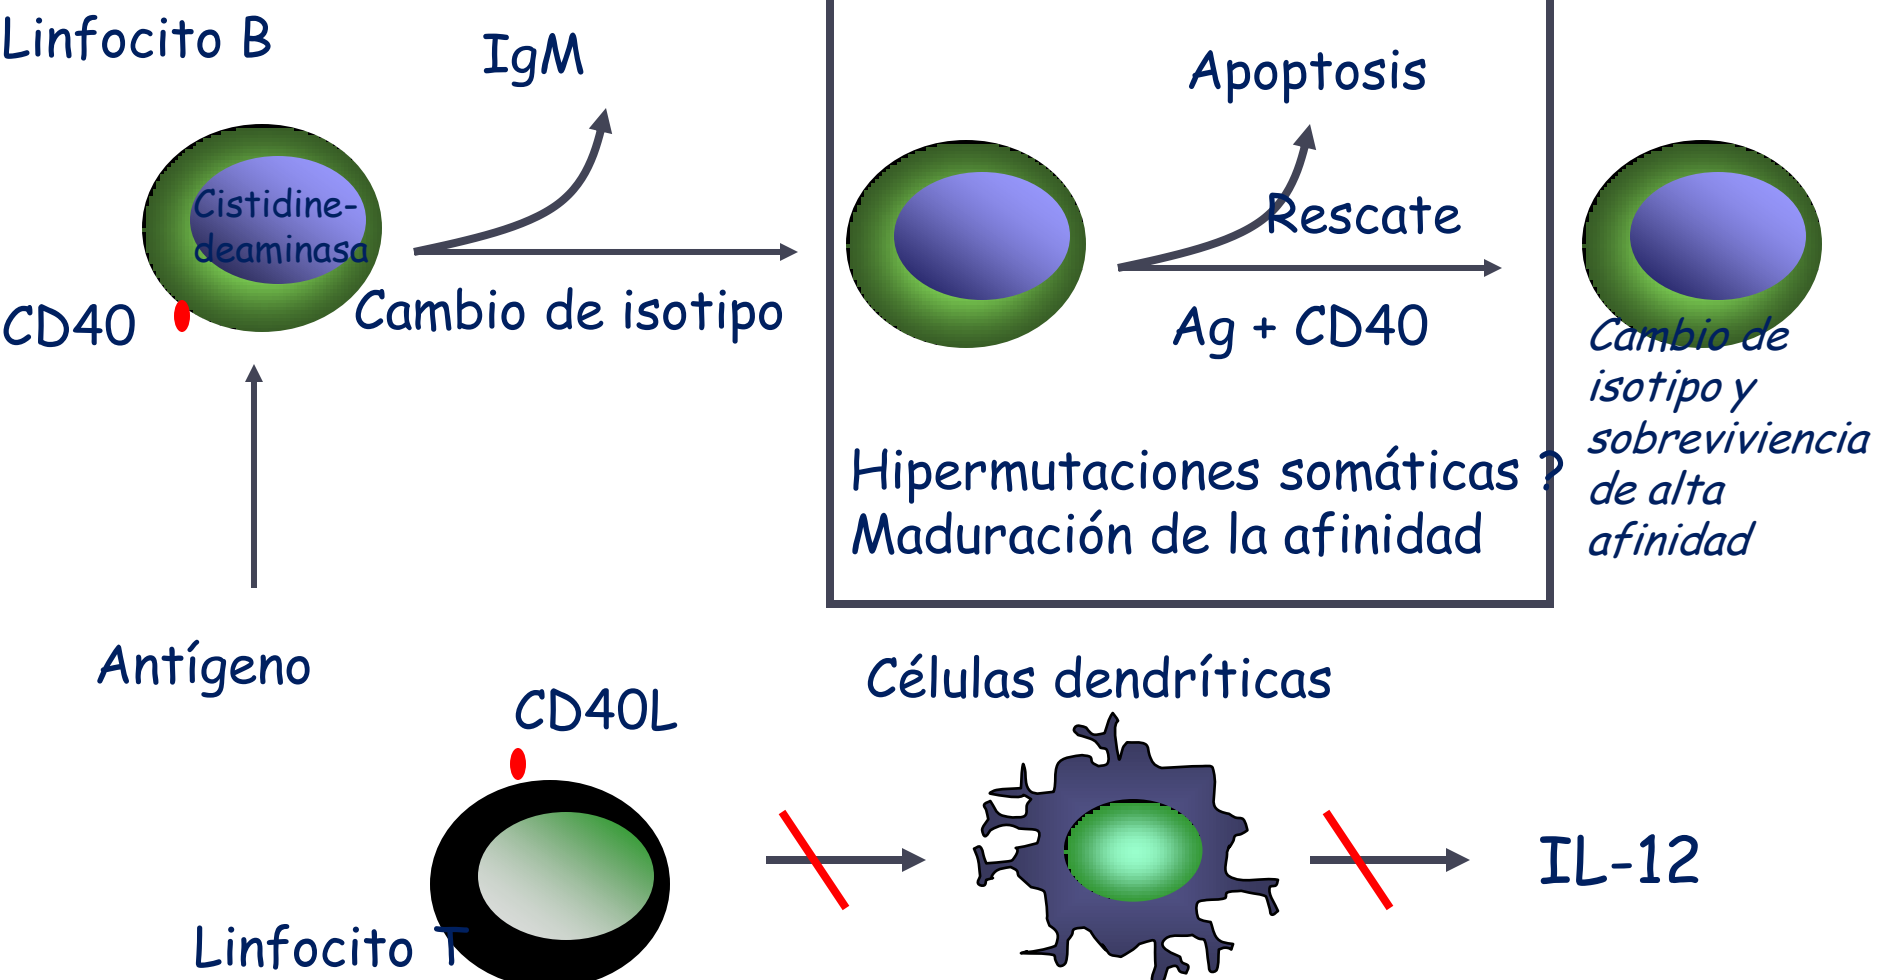 Linfocito B
IgM
Apoptosis
Cistidine-
deaminasa
Rescate
CD40
Cambio de isotipo
Ag + CD40
Cambio de
isotipo y
sobreviviencia
de alta
afinidad
Hipermutaciones somáticas ?
Maduración de la afinidad
Antígeno
CD40L
Células dendríticas
IL-12
Linfocito T